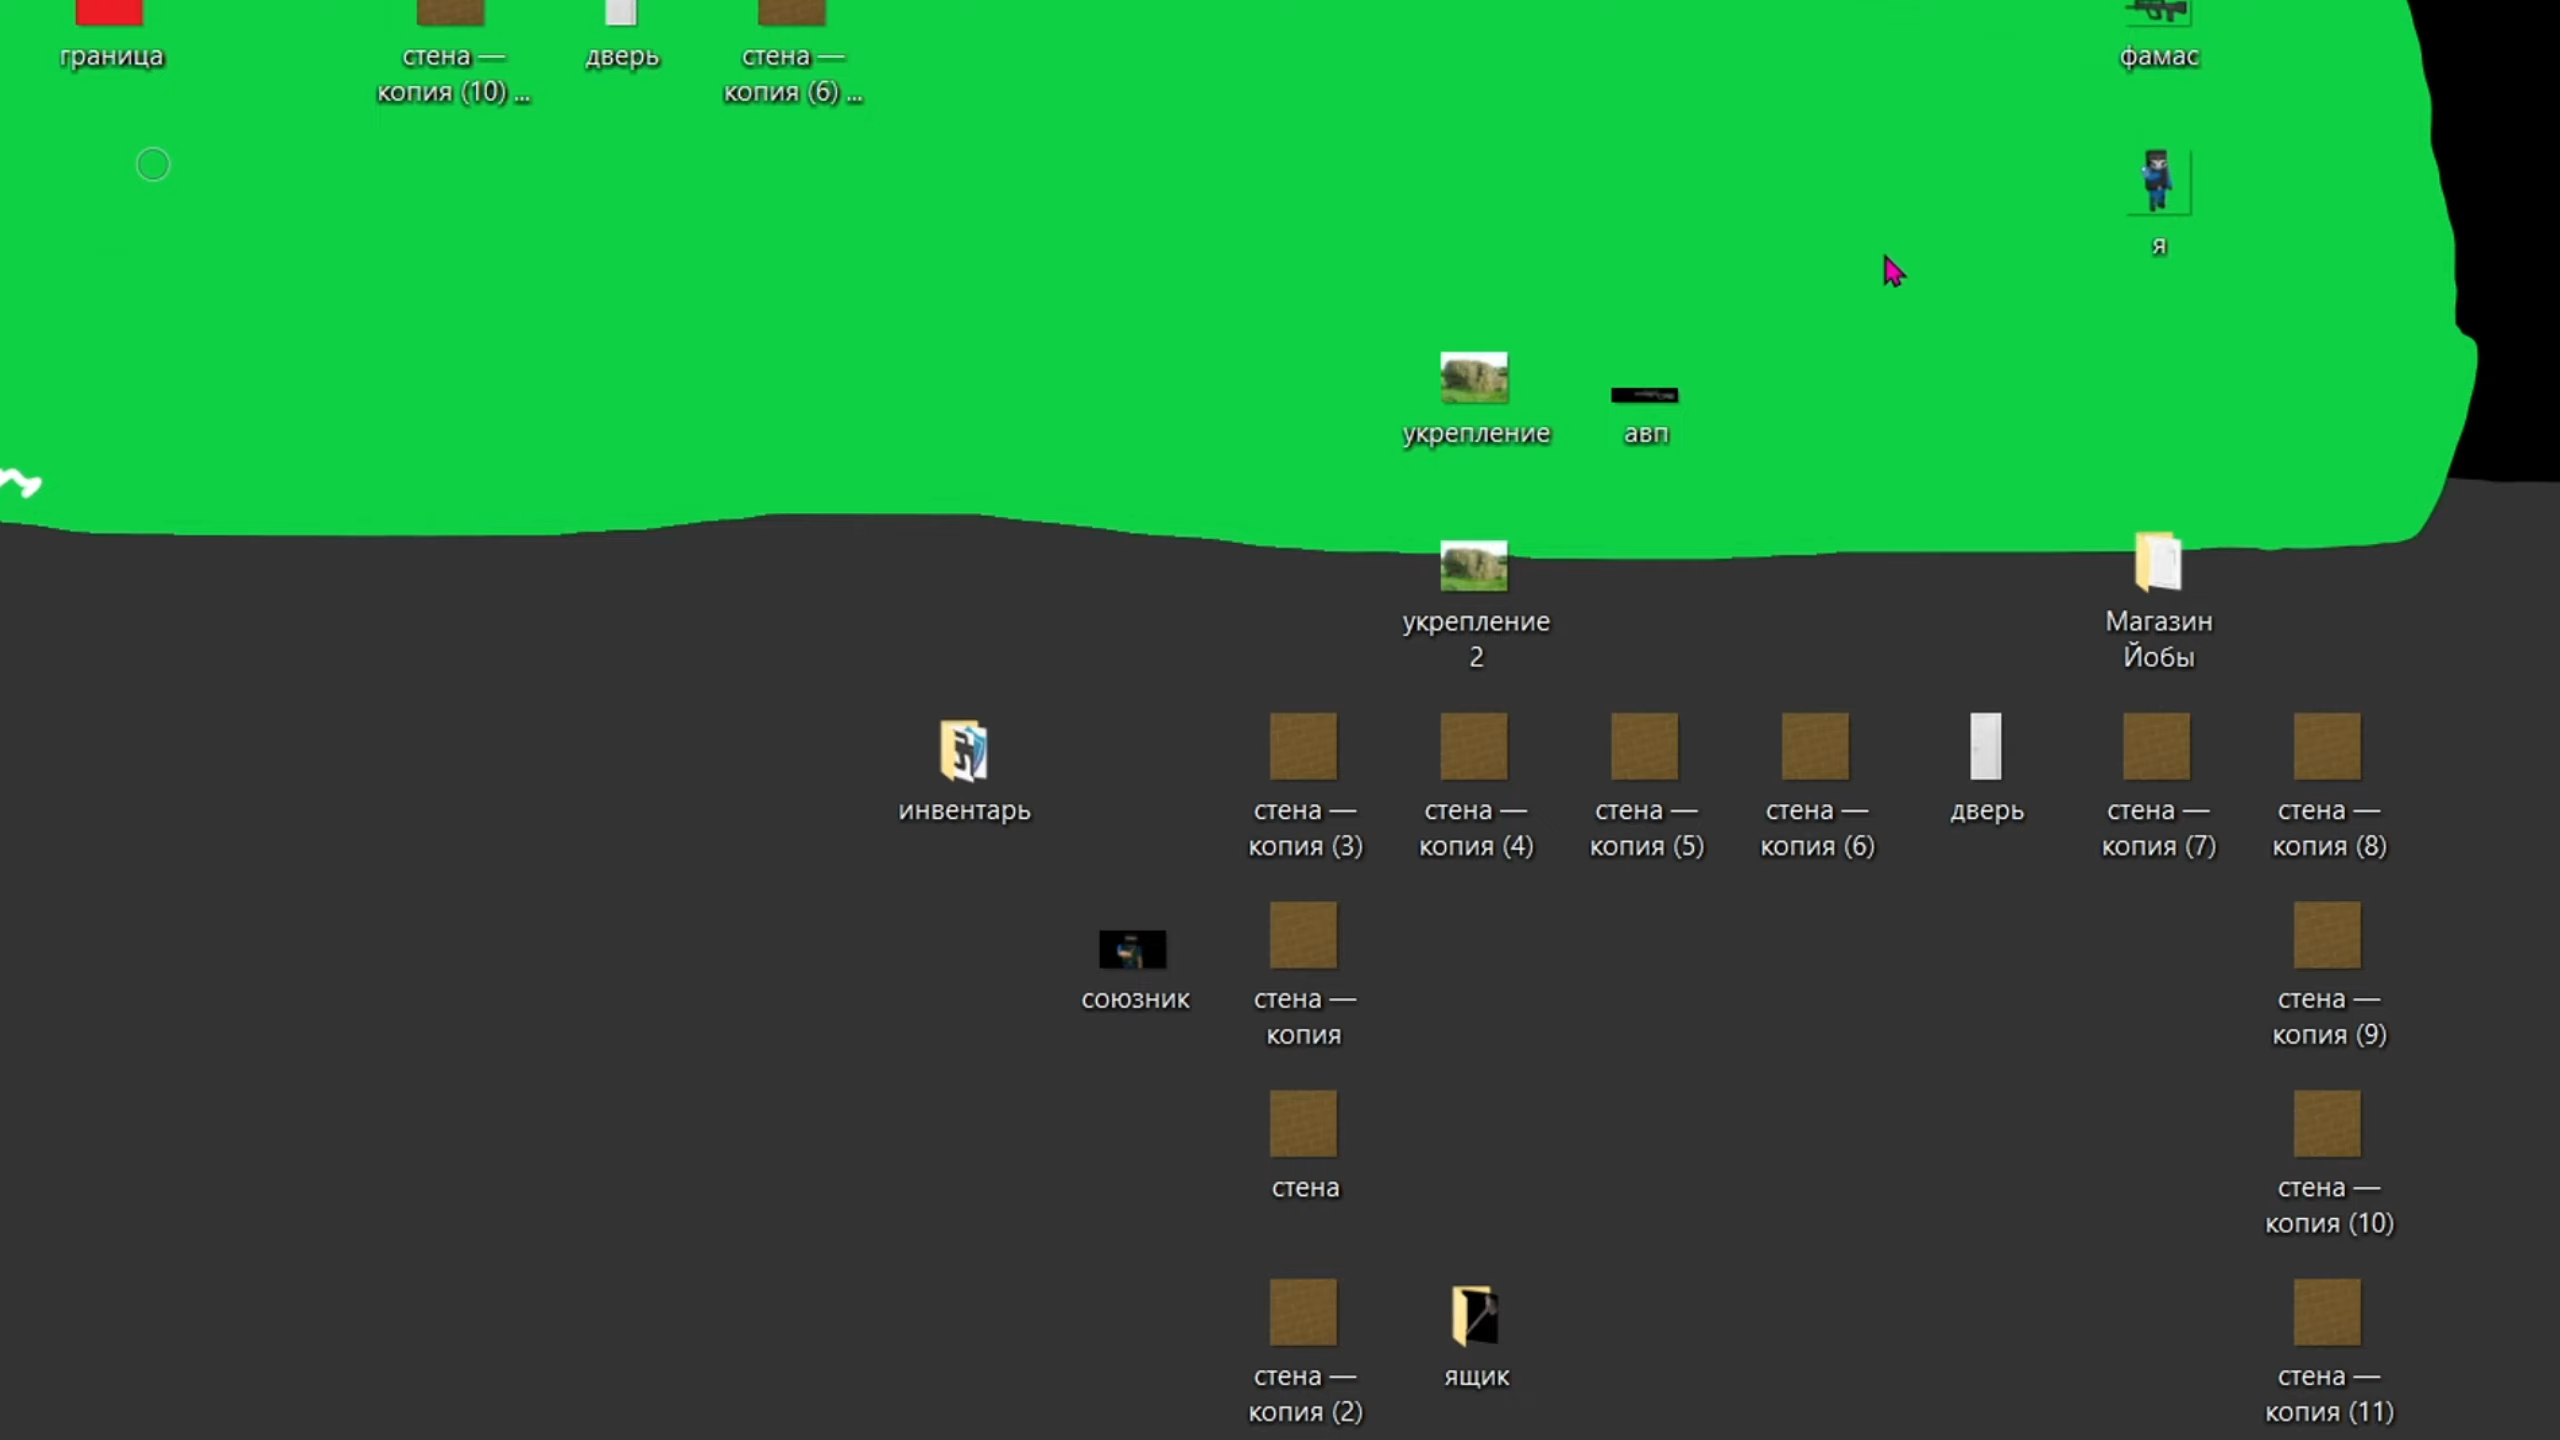 граница
стена —
копия (10) ...
дверь
стена —
копия (6) ...
фамас
я
укрепление
авп
укрепление
2
Магазин
Йобы
инвентарь
стена —
копия (3)
стена —
копия (4)
стена —
копия (5)
стена —
копия (6)
дверь
стена —
копия (7)
стена —
копия (8)
союзник
стена —
копия
стена —
копия (9)
стена
стена —
копия (10)
стена —
копия (2)
ящик
стена —
копия (11)